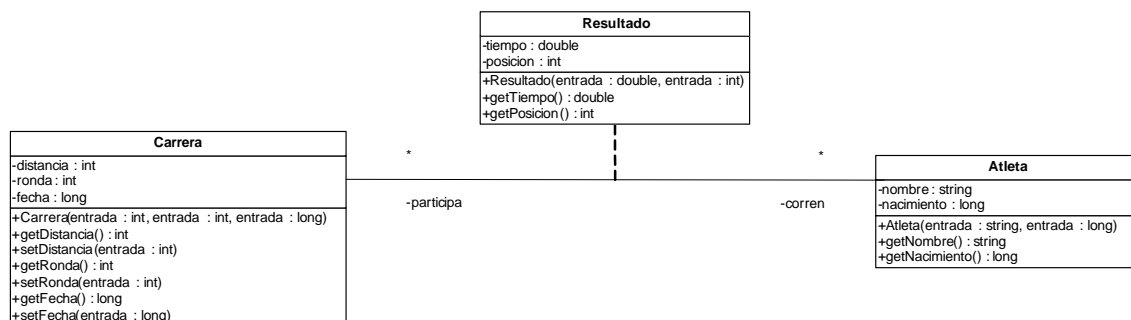 Resultado
-tiempo : double
-posicion : int
+Resultado(entrada : double, entrada : int)
+getTiempo() : double
+getPosicion() : int
Carrera
-distancia : int
-ronda : int
-fecha : long
+Carrera(entrada : int, entrada : int, entrada : long)
+getDistancia() : int
+setDistancia(entrada : int)
+getRonda() : int
+setRonda(entrada : int)
+getFecha() : long
+setFecha(entrada : long)
*
-participa
*
-corren
Atleta
-nombre : string
-nacimiento : long
+Atleta(entrada : string, entrada : long)
+getNombre() : string
+getNacimiento() : long